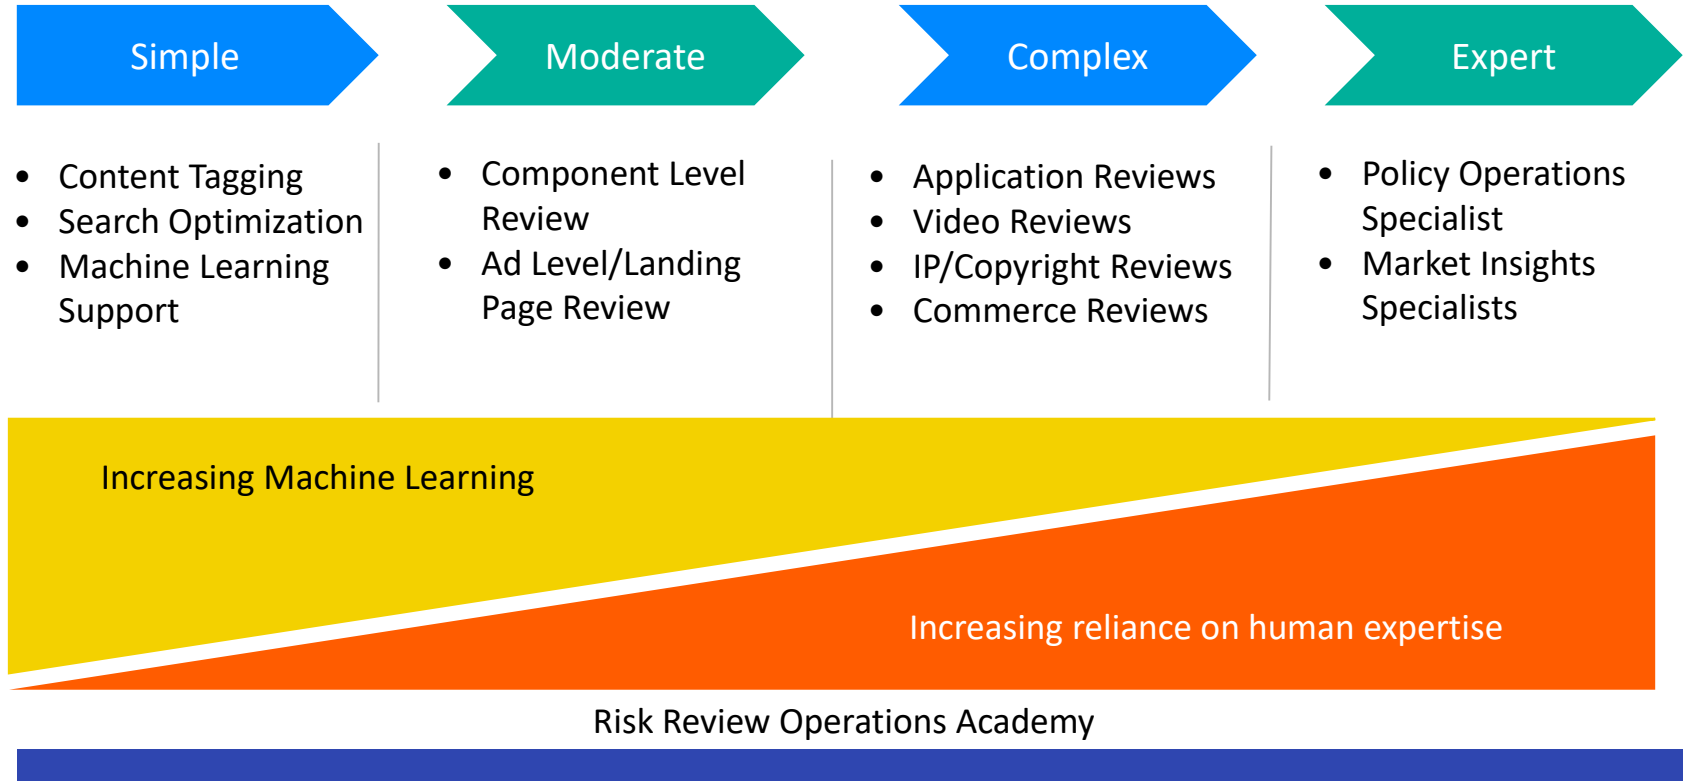 Simple
Moderate
Complex
Expert
• Content Tagging
• Search Optimization
• Machine Learning
Support
• Component Level
Review
• Ad Level/Landing
Page Review
• Application Reviews
• Video Reviews
• IP/Copyright Reviews
• Commerce Reviews
• Policy Operations
Specialist
• Market Insights
Specialists
Increasing Machine Learning
Increasing reliance on human expertise
Risk Review Operations Academy